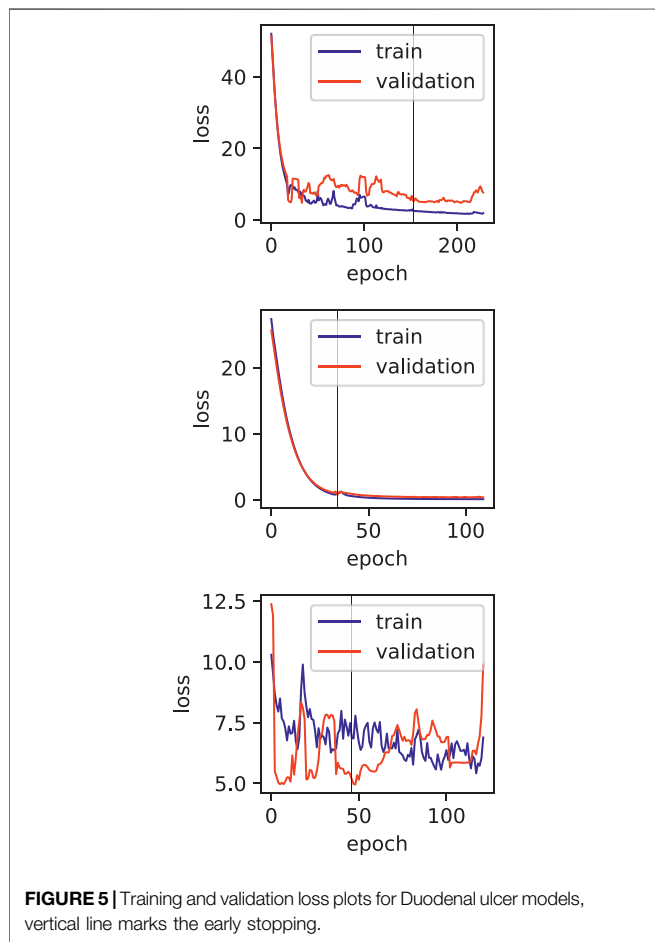 train
validation
loss
40
20
0
0 100 200
epoch
train
validation
loss
20
10
0
0 50 100
epoch
train
validation
loss
12.5
10.0
7.5
5.0
0 50 100
epoch
FIGURE 5 | Training and validation loss plots for Duodenal ulcer models,
vertical line marks the early stopping.